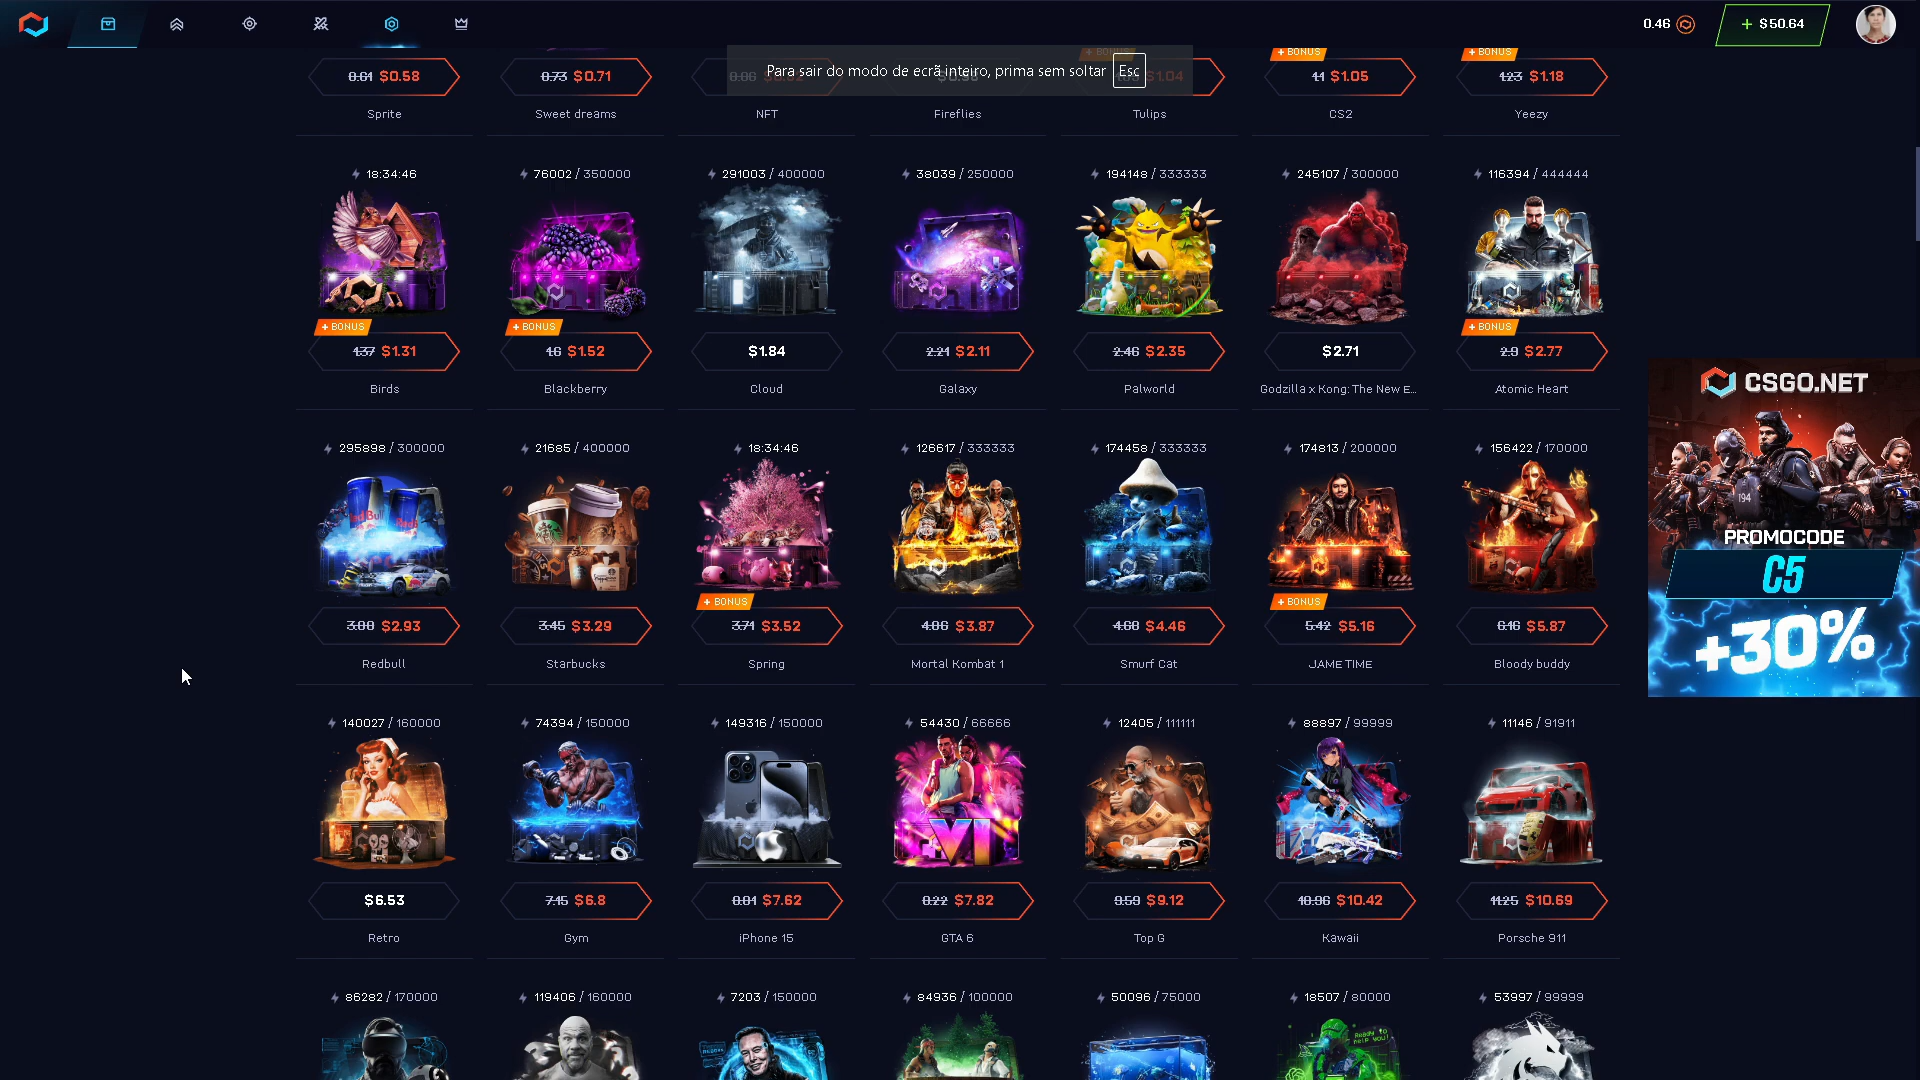 0.46
+ $50.64
Para sair do modo de ecrã inteiro, prima sem soltar Esc
+ BONUS
+ BONUS
+ BONUS
0.61 $0.58
0.73 $0.71
$1.04
1.1 $1.05
1.23 $1.18
Sprite
Sweet dreams
NFT
Fireflies
Tulips
CS2
Yeezy
18:34:46
76002 / 350000
291003 / 400000
38039 / 250000
194148 / 333333
245107 / 300000
116394 / 444444
+ BONUS
+ BONUS
+ BONUS
1.37 $1.31
1.6 $1.52
$1.84
2.21 $2.11
2.46 $2.35
$2.71
2.9 $2.77
Birds
Blackberry
Cloud
Galaxy
Palworld
Godzilla x Kong: The New E...
Atomic Heart
295898 / 300000
21685 / 400000
18:34:46
126617 / 333333
174458 / 333333
174813 / 200000
156422 / 170000
+ BONUS
+ BONUS
3.08 $2.93
3.45 $3.29
3.71 $3.52
4.06 $3.87
4.68 $4.46
5.42 $5.16
6.16 $5.87
Redbull
Starbucks
Spring
Mortal Kombat 1
Smurf Cat
JAME TIME
Bloody buddy
140027 / 160000
74394 / 150000
149316 / 150000
54430 / 66666
12405 / 111111
88897 / 99999
11146 / 91911
VI
$6.53
7.15 $6.8
8.01 $7.62
8.22 $7.82
9.59 $9.12
10.96 $10.42
11.25 $10.69
Retro
Gym
iPhone 15
GTA 6
Top G
Kawaii
Porsche 911
86282 / 170000
119406 / 160000
7203 / 150000
84936 / 100000
50096 / 75000
18507 / 80000
53997 / 99999
CSGO.NET
194
PROMOCODE
C5
+30%